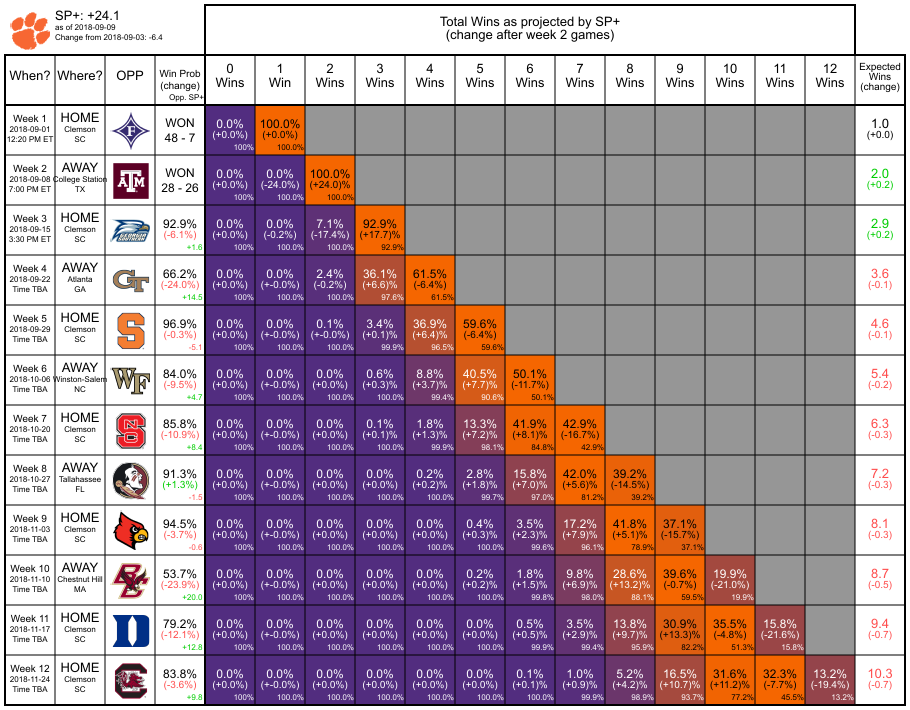 SP+: +24.1
as of 2018-09-09
Change from 2018-09-03: -6.4
Total Wins as projected by SP+
(change after week 2 games)
When? Where? OPP Win Prob (change) Opp. SP+ 0 Wins 1 Win 2 Wins 3 Wins 4 Wins 5 Wins 6 Wins 7 Wins 8 Wins 9 Wins 10 Wins 11 Wins 12 Wins Expected Wins (change)
Week 1 HOME WON 0.0% 100.0% 1.0
2018-09-01 Clemson F 48 - 7 (+0.0%) (+0.0%) (+0.0)
12:20 PM ET SC 100% 100.0%
Week 2 AWAY WON 0.0% 0.0% 100.0% 2.0
2018-09-08 College Station ATM 28 - 26 (+0.0%) (-24.0%) (+24.0)% (+0.2)
7:00 PM ET TX 100% 100.0% 100.0%
Week 3 HOME 92.9% 0.0% 0.0% 7.1% 92.9% 2.9
2018-09-15 Clemson (-6.1%) (+0.0%) (-0.2%) (-17.4%) (+17.7)% (+0.2)
3:30 PM ET SC +1.6 100% 100.0% 100.0% 92.9%
Week 4 AWAY 66.2% 0.0% 0.0% 2.4% 36.1% 61.5% 3.6
2018-09-22 Atlanta GT (-24.0%) (+0.0%) (+-0.0%) (-0.2%) (+6.6)% (-6.4%) (-0.1)
Time TBA GA +14.5 100% 100.0% 100.0% 97.6% 61.5%
Week 5 HOME 96.9% 0.0% 0.0% 0.1% 3.4% 36.9% 59.6% 4.6
2018-09-29 Clemson S (-0.3%) (+0.0%) (+-0.0%) (+0.0%) (+0.1)% (+6.4%) (-6.4%) (-0.1)
Time TBA SC -5.1 100% 100.0% 100.0% 99.9% 96.5% 59.6%
Week 6 AWAY 84.0% 0.0% 0.0% 0.0% 0.6% 8.8% 40.5% 50.1% 5.4
2018-10-06 Winston-Salem WF (-9.5%) (+0.0%) (+-0.0%) (+0.0%) (+0.3)% (+3.7%) (+7.7)% (-11.7%) (-0.2)
Time TBA NC +4.7 100% 100.0% 100.0% 100.0% 99.4% 90.6% 50.1%
Week 7 HOME 85.8% 0.0% 0.0% 0.0% 0.1% 1.8% 13.3% 41.9% 42.9% 6.3
2018-10-20 Clemson S (-10.9%) (+0.0%) (+-0.0%) (+0.0%) (+0.1)% (+1.3%) (+7.2)% (+8.1)% (-16.7%) (-0.3)
Time TBA SC +8.4 100% 100.0% 100.0% 100.0% 99.9% 98.1% 84.8% 42.9%
Week 8 AWAY 91.3% 0.0% 0.0% 0.0% 0.0% 0.2% 2.8% 15.8% 42.0% 39.2% 7.2
2018-10-27 Tallahassee (+1.3%) (+0.0%) (+-0.0%) (+0.0%) (+0.0%) (+0.2)% (+1.8)% (+7.0)% (+5.6)% (-14.5%) (-0.3)
Time TBA FL -1.5 100% 100.0% 100.0% 100.0% 100.0% 99.7% 97.0% 81.2% 39.2%
Week 9 HOME 94.5% 0.0% 0.0% 0.0% 0.0% 0.0% 0.4% 3.5% 17.2% 41.8% 37.1% 8.1
2018-11-03 Clemson (-3.7%) (+0.0%) (+-0.0%) (+0.0%) (+0.0%) (+0.0%) (+0.3)% (+2.3)% (+7.9)% (+5.1)% (-15.7%) (-0.3)
Time TBA SC -0.6 100% 100.0% 100.0% 100.0% 100.0% 100.0% 99.6% 96.1% 78.9% 37.1%
Week 10 AWAY 53.7% 0.0% 0.0% 0.0% 0.0% 0.0% 0.2% 1.8% 9.8% 28.6% 39.6% 19.9% 8.7
2018-11-10 Chestnut Hill BC (-23.9%) (+0.0%) (+-0.0%) (+0.0%) (+0.0%) (+0.0%) (+0.2)% (+1.5)% (+6.9)% (+13.2)% (-0.7%) (-21.0%) (-0.5)
Time TBA MA +20.0 100% 100.0% 100.0% 100.0% 100.0% 100.0% 99.8% 98.0% 88.1% 59.5% 19.9%
Week 11 HOME 79.2% 0.0% 0.0% 0.0% 0.0% 0.0% 0.0% 0.5% 3.5% 13.8% 30.9% 35.5% 15.8% 9.4
2018-11-17 Clemson D (-12.1%) (+0.0%) (+-0.0%) (+0.0%) (+0.0%) (+0.0%) (+0.0%) (+0.5)% (+2.9)% (+9.7)% (+13.3)% (-4.8%) (-21.6%) (-0.7)
Time TBA SC +12.8 100% 100.0% 100.0% 100.0% 100.0% 100.0% 99.8% 99.4% 95.9% 82.2% 51.3% 15.8%
Week 12 HOME 83.8% 0.0% 0.0% 0.0% 0.0% 0.0% 0.0% 0.1% 1.0% 5.2% 16.5% 31.6% 32.3% 13.2% 10.3
2018-11-24 Clemson C (-3.6%) (+0.0%) (+-0.0%) (+0.0%) (+0.0%) (+0.0%) (+0.0%) (+0.1)% (+0.9)% (+4.2)% (+10.7)% (+11.2)% (-7.7%) (-19.4%) (-0.7)
Time TBA SC +9.8 100% 100.0% 100.0% 100.0% 100.0% 100.0% 100.0% 99.9% 98.9% 93.7% 77.2% 45.5% 13.2%